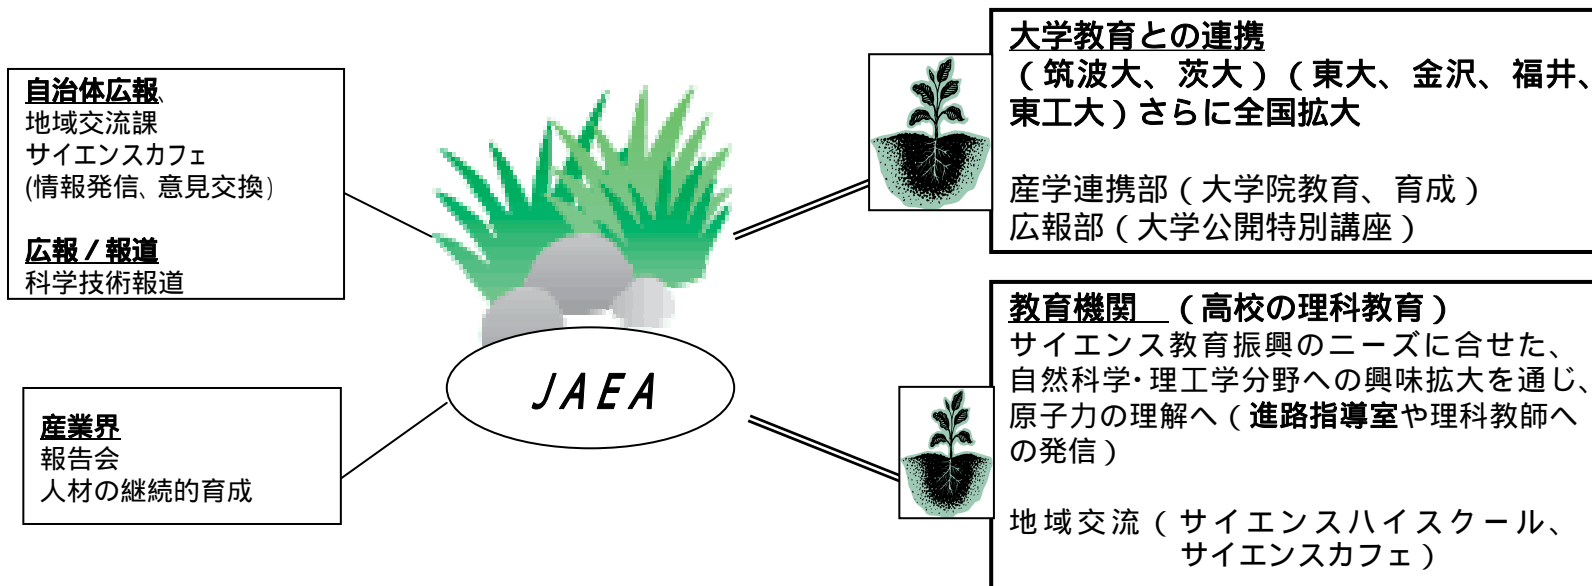 自治体広報、
地域交流課
サイエンスカフェ
(情報発信、意見交換)
広報/報道
科学技術報道
産業界
報告会
人材の継続的育成
JAEA
大学教育との連携
(筑波大、茨大)(東大、金沢、福井、
東工大)さらに全国拡大
産学連携部(大学院教育、育成)
広報部(大学公開特別講座)
教育機関 (高校の理科教育)
サイエンス教育振興のニーズに合せた、
自然科学・理工学分野への興味拡大を通じ、
原子力の理解へ(進路指導室や理科教師へ
の発信)
地域交流(サイエンスハイスクール、
サイエンスカフェ)